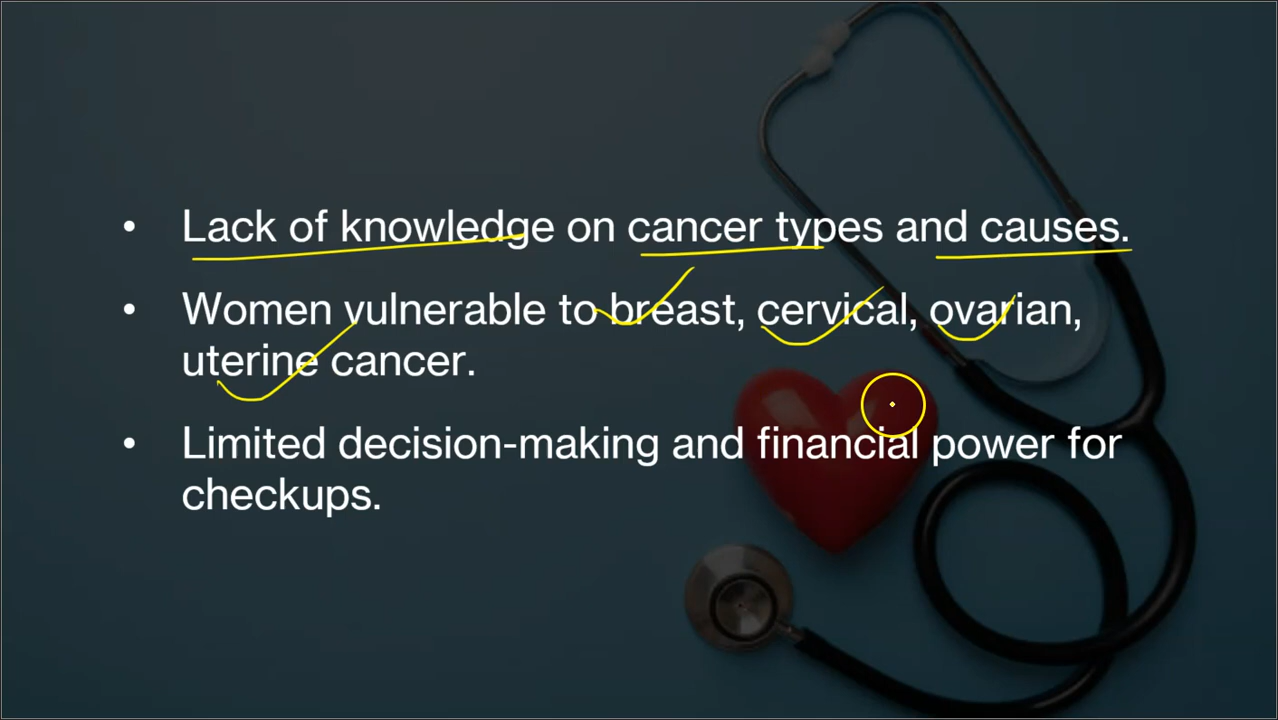 • Lack of knowledge on cancer types and causes.
• Women vulnerable to breast, cervical, ovarian,
uterine cancer.
• Limited decision-making and financial power for
checkups.